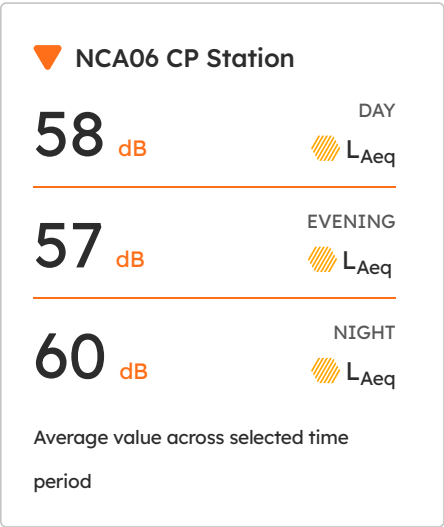 NCA06 CP Station
DAY
58 dB LAeq
EVENING
57 dB LAeq
NIGHT
60 dB LAeq
Average value across selected time
period